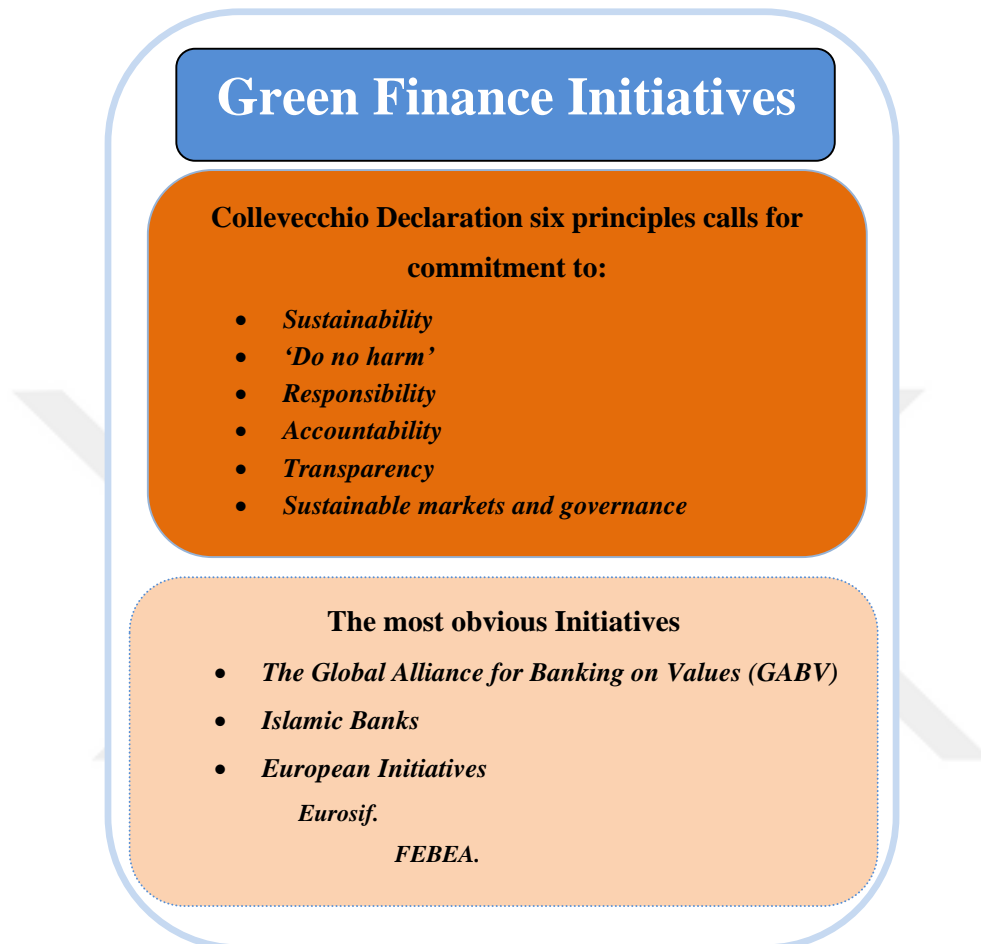 Green Finance Initiatives
Collevecchio Declaration six principles calls for
commitment to:
• Sustainability
• ‘Do no harm’
• Responsibility
• Accountability
• Transparency
• Sustainable markets and governance
The most obvious Initiatives
• The Global Alliance for Banking on Values (GABV)
• Islamic Banks
• European Initiatives
Eurosif.
FEBEA.